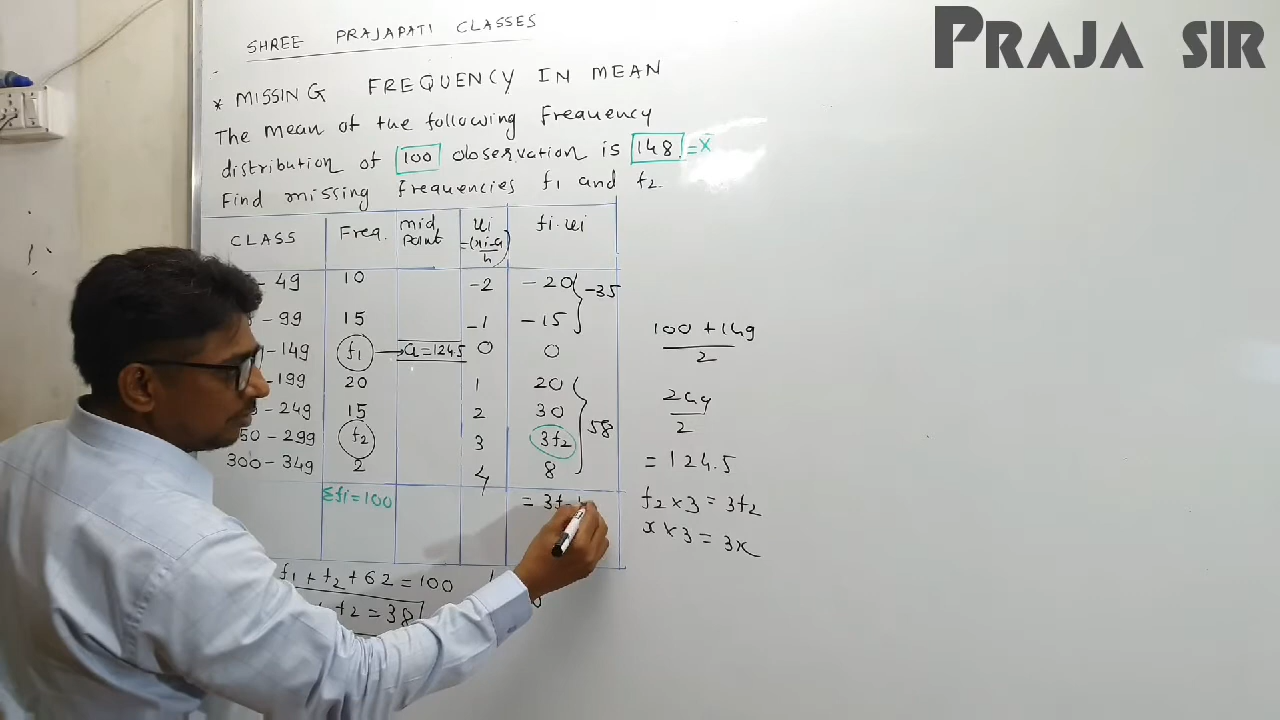 PRAJA SIR
SHREE PRAJAPATI CLASSES
* MISSING FREQUENCY IN MEAN
The mean of the following Frequency
distribution of 100 observation is 148. = X
Find missing frequencies f1 and f2.
CLASS Freq. mid Point ui =(xi-a)/h fi·ui
- 49 10 -2 -20
- 99 15 -1 -15
-35
-149 f1 a=124.5 0 0
-199 20 1 20
- 249 15 2 30
58
50 - 299 f2 3 3f2
300 - 349 2 4 8
Σfi = 100 = 3f2
f1 + f2 + 62 = 100
f2 = 38
100 + 149
2
249
2
= 124.5
f2 × 3 = 3f2
x × 3 = 3x